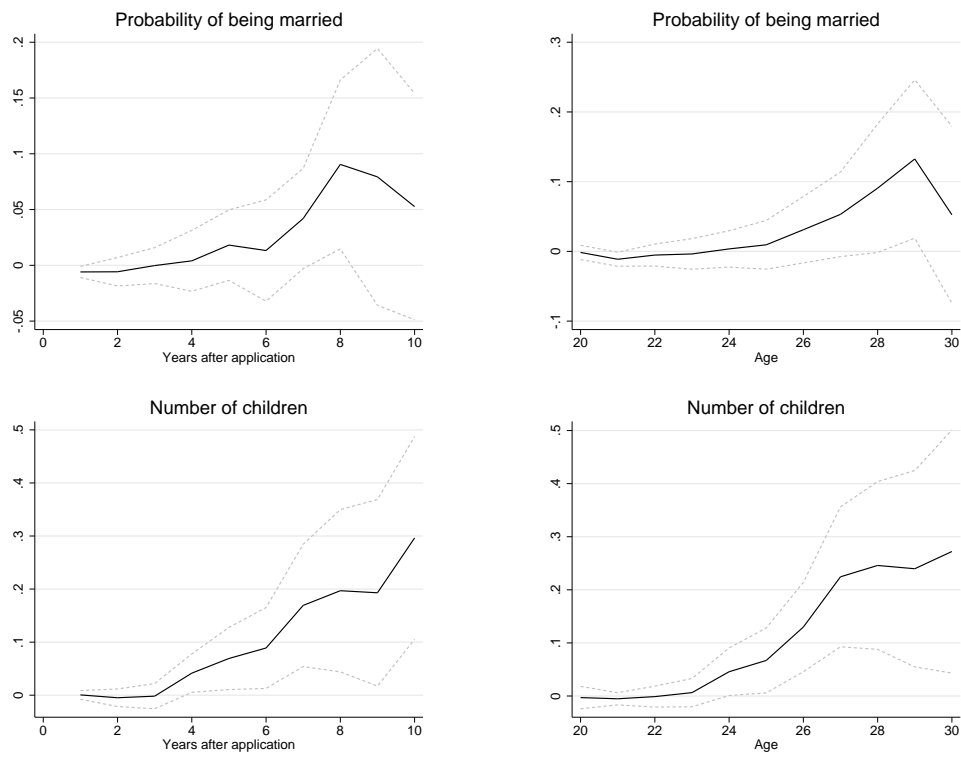 Probability of being married
.2
.15
.1
.05
0
-.05
0 2 4 6 8 10
Years after application
Probability of being married
.3
.2
.1
0
-.1
20 22 24 26 28 30
Age
Number of children
.5
.4
.3
.2
.1
0
0 2 4 6 8 10
Years after application
Number of children
.5
.4
.3
.2
.1
0
20 22 24 26 28 30
Age